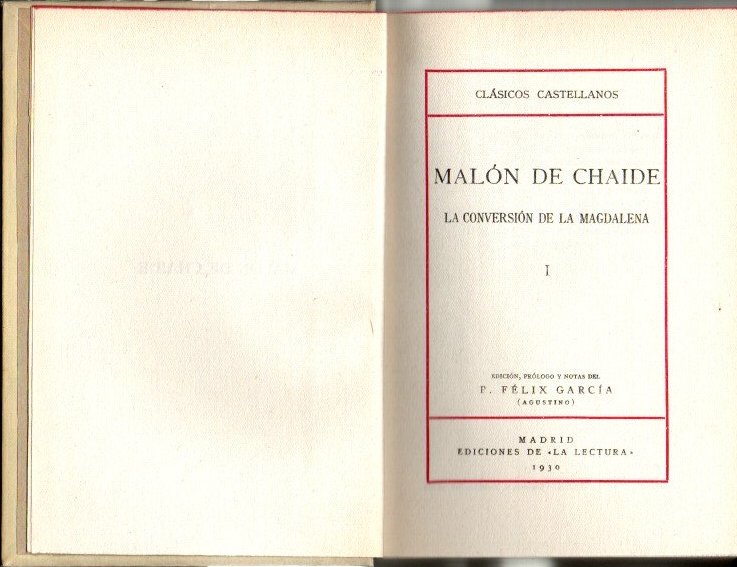 CLÁSICOS CASTELLANOS
MALÓN DE CHAIDE
LA CONVERSIÓN DE LA MAGDALENA
I
EDICIÓN, PRÓLOGO Y NOTAS DEL
P. FÉLIX GARCÍA
(AGUSTINO)
MADRID
EDICIONES DE «LA LECTURA»
1930